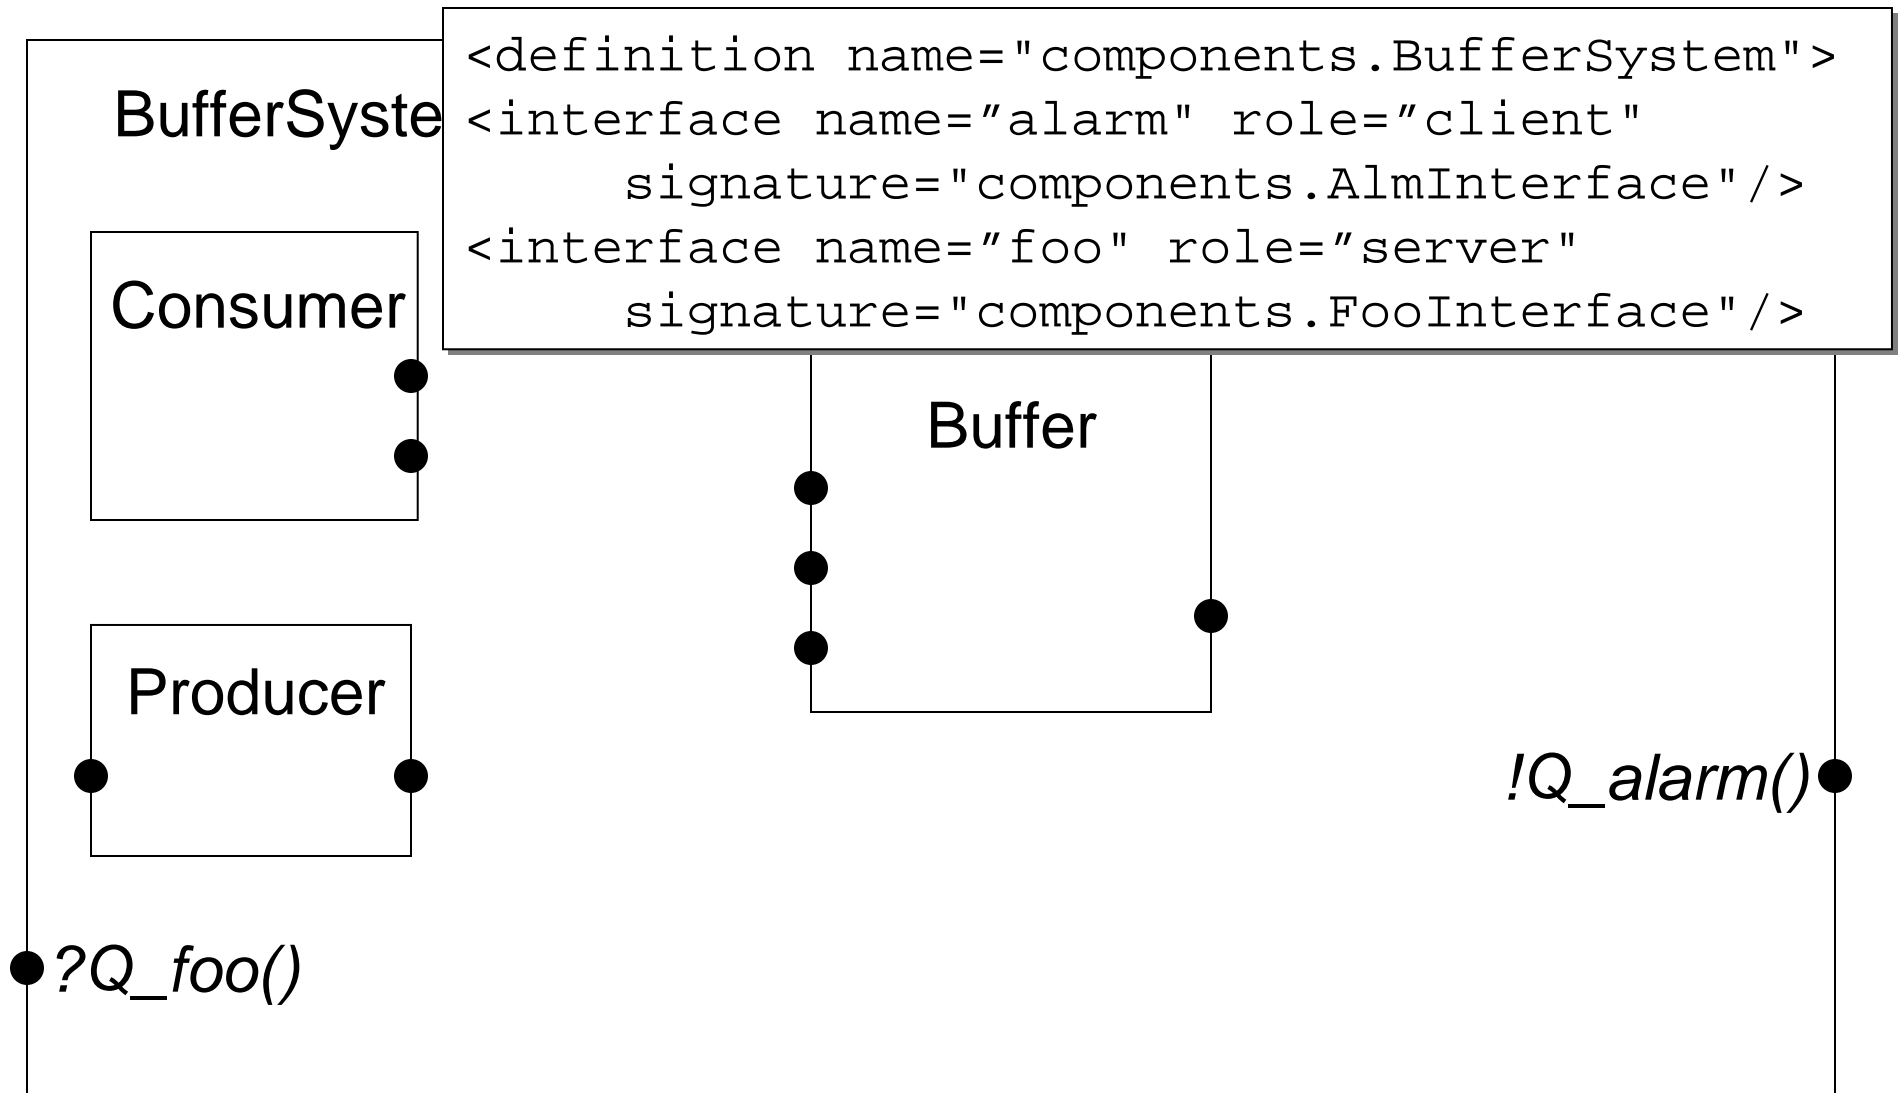 <definition name="components.BufferSystem">
<interface name=”alarm" role=”client"
signature="components.AlmInterface"/>
<interface name=”foo" role=”server"
signature="components.FooInterface"/>
BufferSyste
Consumer
Buffer
Producer
!Q_alarm()
?Q_foo()